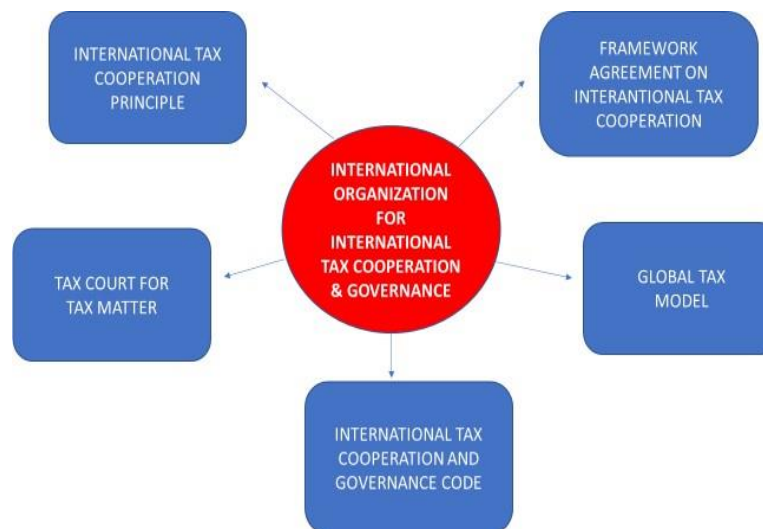 INTERNATIONAL TAX
COOPERATION
PRINCIPLE
FRAMEWORK
AGREEMENT ON
INTERANTIONAL TAX
COOPERATION
INTERNATIONAL
ORGANIZATION
FOR
INTERNATIONAL
TAX COOPERATION
& GOVERNANCE
TAX COURT FOR
TAX MATTER
GLOBAL TAX
MODEL
INTERNATIONAL TAX
COOPERATION AND
GOVERNANCE CODE